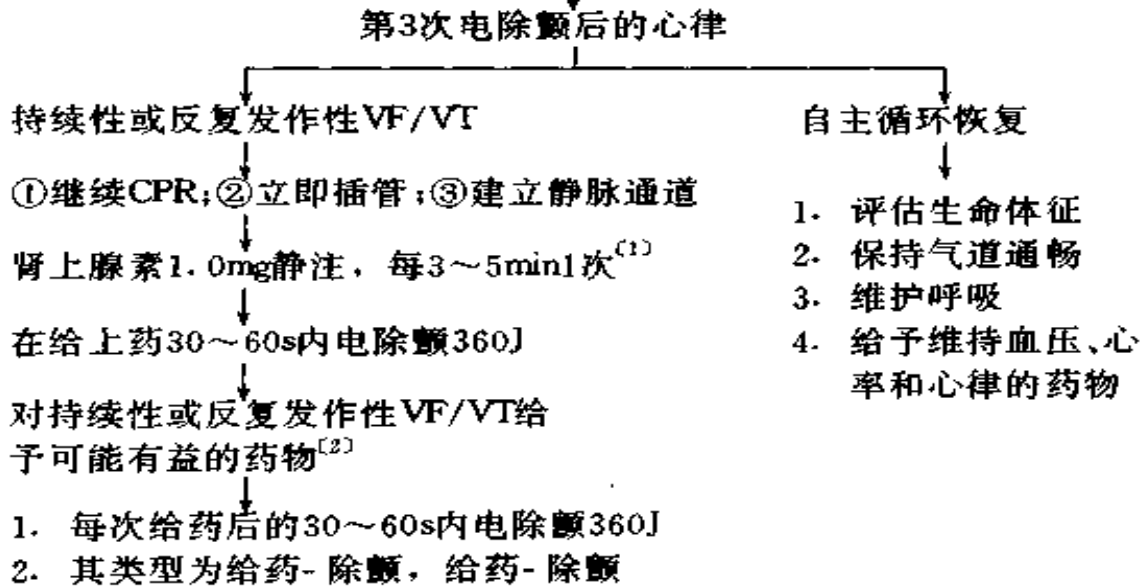 第3次电除颤后的心律
持续性或反复发作性VF/VT
①继续CPR;②立即插管;③建立静脉通道
肾上腺素1.0mg静注,每3～5min1次〔1〕
在给上药30～60s内电除颤360J
对持续性或反复发作性VF/VT给
予可能有益的药物〔2〕
1. 每次给药后的30～60s内电除颤360J
2. 其类型为给药-除颤,给药-除颤
自主循环恢复
1. 评估生命体征
2. 保持气道通畅
3. 维护呼吸
4. 给予维持血压、心
率和心律的药物